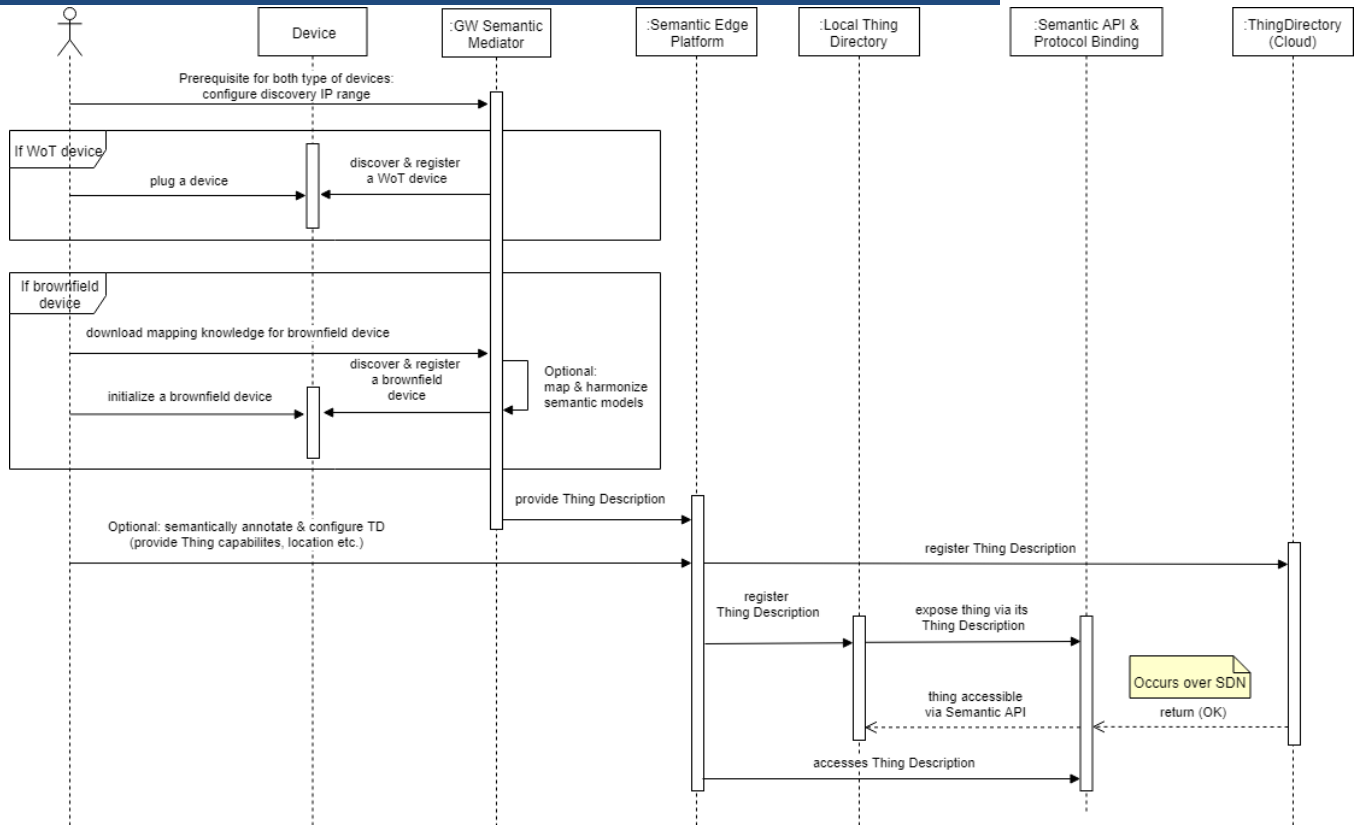 Device
:GW Semantic
Mediator
:Semantic Edge
Platform
:Local Thing
Directory
:Semantic API &
Protocol Binding
:ThingDirectory
(Cloud)
Prerequisite for both type of devices:
configure discovery IP range
If WoT device
plug a device
discover & register
a WoT device
If brownfield
device
download mapping knowledge for brownfield device
discover & register
a brownfield
device
Optional:
map & harmonize
semantic models
initialize a brownfield device
provide Thing Description
Optional: semantically annotate & configure TD
(provide Thing capabilites, location etc.)
register Thing Description
register
Thing Description
expose thing via its
Thing Description
Occurs over SDN
thing accessible
via Semantic API
return (OK)
accesses Thing Description